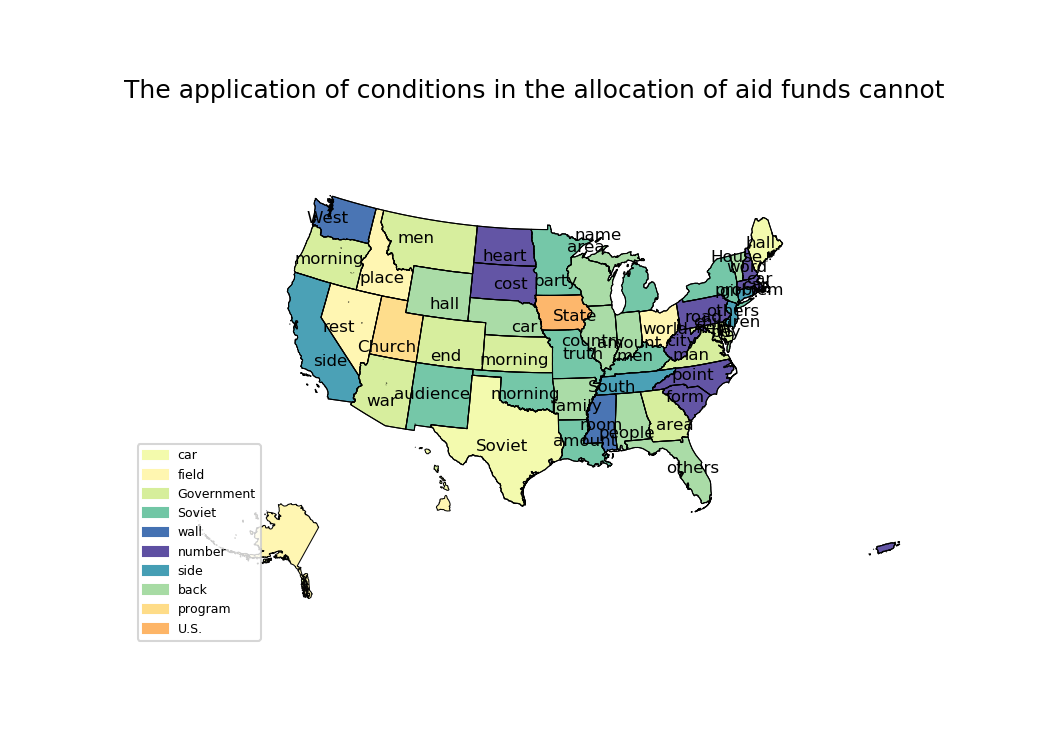 The application of conditions in the allocation of aid funds cannot
West
men
name
area
hall
morning
heart
House
word
place
cost
party
car
problem
hall
State
others
road
children
rest
car
world
country
amount
city
Church
end
morning
truth
men
man
side
point
war
audience
morning
South
family
form
room
people
area
Soviet
amount
others
car
field
Government
Soviet
wall
number
side
back
program
U.S.